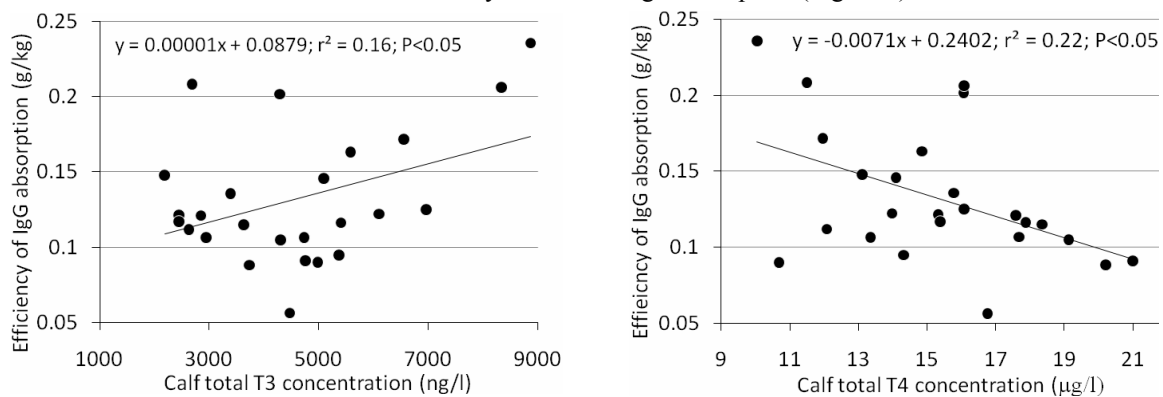 y = 0.00001x + 0.0879; r² = 0.16; P<0.05
Efficiency of IgG absorption (g/kg)
0.25
0.2
0.15
0.1
0.05
1000 3000 5000 7000 9000
Calf total T3 concentration (ng/l)
y = -0.0071x + 0.2402; r² = 0.22; P<0.05
Effieicncy of IgG absorption (g/kg)
0.25
0.2
0.15
0.1
0.05
9 11 13 15 17 19 21
Calf total T4 concentration (µg/l)